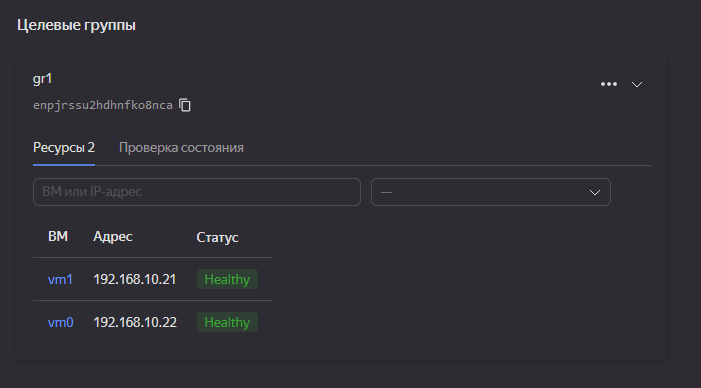 Целевые группы
gr1
enpjrssu2hdhnfko8nca
Ресурсы 2 Проверка состояния
ВМ или IP-адрес —
ВМ Адрес Статус
vm1 192.168.10.21 Healthy
vm0 192.168.10.22 Healthy